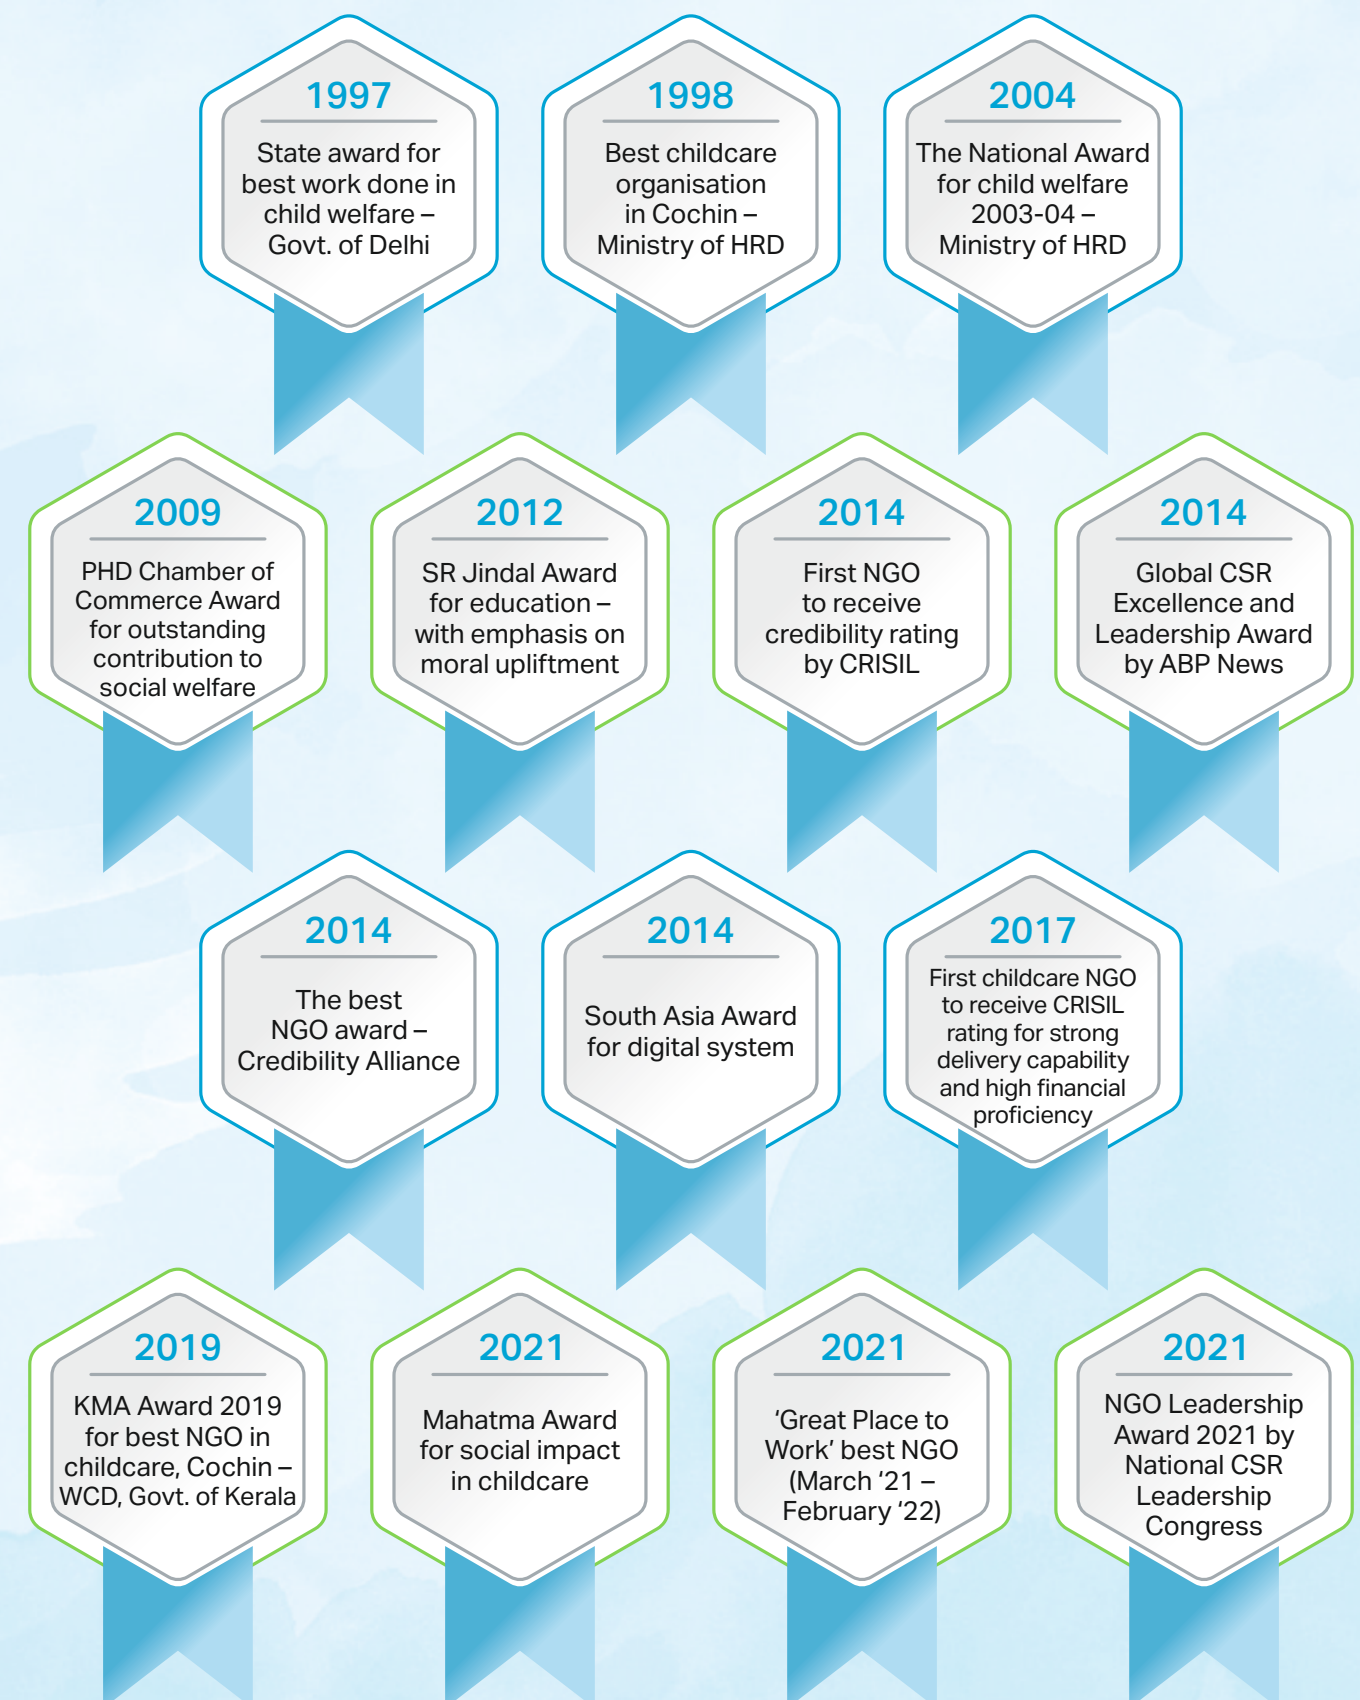 1997
State award for
best work done in
child welfare –
Govt. of Delhi
1998
Best childcare
organisation
in Cochin –
Ministry of HRD
2004
The National Award
for child welfare
2003-04 –
Ministry of HRD
2009
PHD Chamber of
Commerce Award
for outstanding
contribution to
social welfare
2012
SR Jindal Award
for education –
with emphasis on
moral upliftment
2014
First NGO
to receive
credibility rating
by CRISIL
2014
Global CSR
Excellence and
Leadership Award
by ABP News
2014
The best
NGO award –
Credibility Alliance
2014
South Asia Award
for digital system
2017
First childcare NGO
to receive CRISIL
rating for strong
delivery capability
and high financial
proficiency
2019
KMA Award 2019
for best NGO in
childcare, Cochin –
WCD, Govt. of Kerala
2021
Mahatma Award
for social impact
in childcare
2021
‘Great Place to
Work’ best NGO
(March ‘21 –
February ‘22)
2021
NGO Leadership
Award 2021 by
National CSR
Leadership
Congress